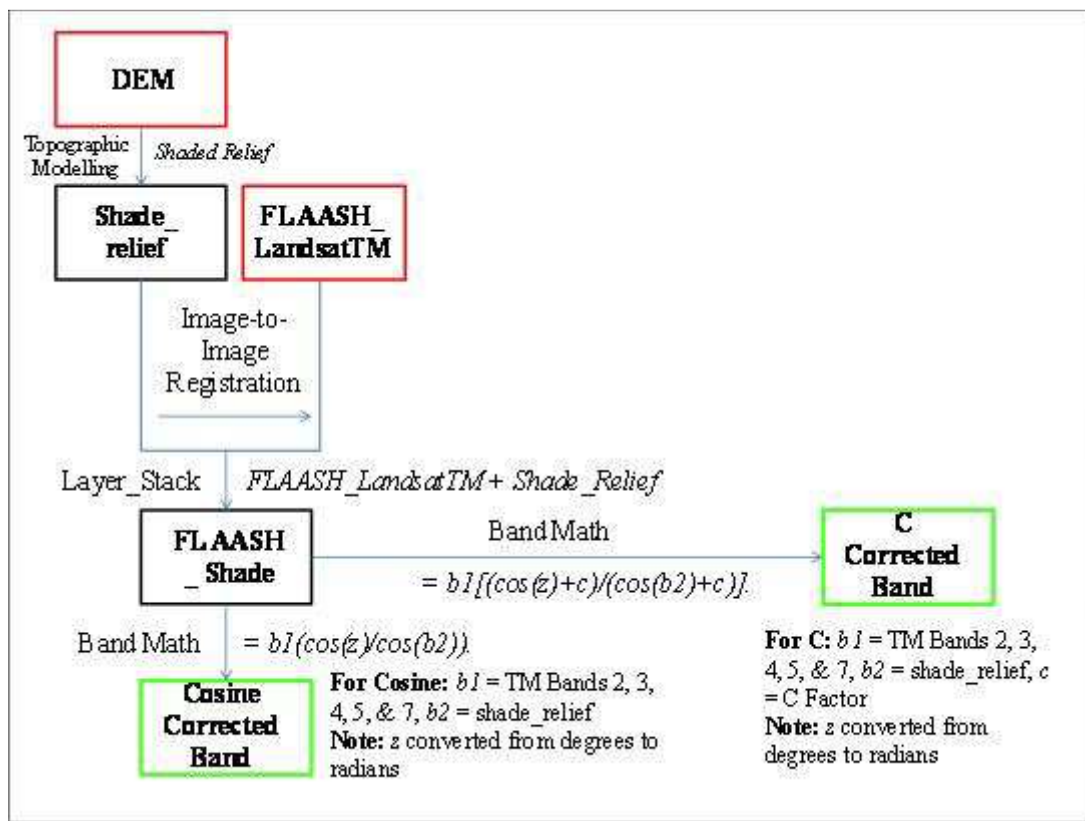 DEM
Topographic
Modelling
Shaded Relief
Shade_
relief
FLAASH_
LandsatTM
Image-to-
Image
Registration
Layer_Stack
FLAASH_LandsatTM + Shade_Relief
FLAASH
_Shade
Band Math
= b1[(cos(z)+c)/(cos(b2)+c)].
C
Corrected
Band
Band Math
= b1(cos(z)/cos(b2)).
Cosine
Corrected
Band
For Cosine: b1 = TM Bands 2, 3,
4, 5, & 7, b2 = shade_relief
Note: z converted from degrees to
radians
For C: b1 = TM Bands 2, 3,
4, 5, & 7, b2 = shade_relief, c
= C Factor
Note: z converted from
degrees to radians